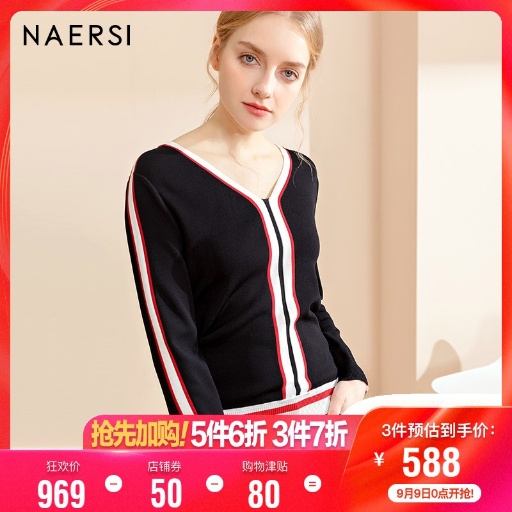 NAERSI
抢先加购! 5件6折 3件7折
3件预估到手价:
¥ 588
9月9日0点开抢!
狂欢价 店铺券 购物津贴
969 - 50 - 80 =